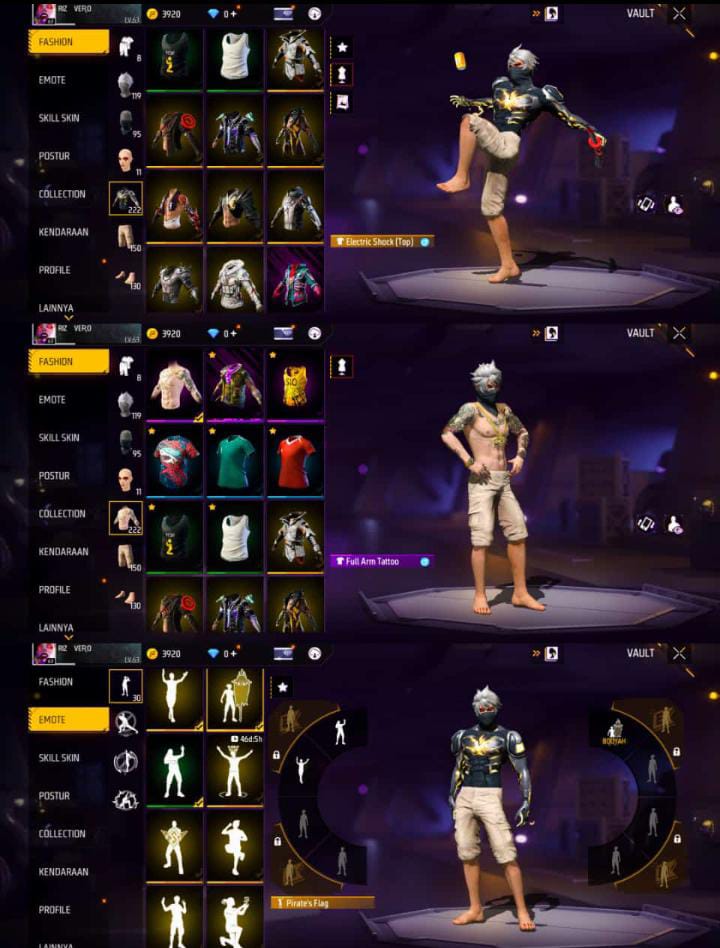 RIZ VER,O
LV.63
3920
0 +
VAULT
FASHION
8
EMOTE
119
SKILL SKIN
95
POSTUR
11
COLLECTION
222
KENDARAAN
150
PROFILE
130
LAINNYA
Electric Shock (Top)
RIZ VER,O
LV.63
3920
0 +
VAULT
FASHION
8
EMOTE
119
SKILL SKIN
95
POSTUR
11
COLLECTION
222
KENDARAAN
150
PROFILE
130
LAINNYA
Full Arm Tattoo
RIZ VER,O
LV.63
3920
0 +
VAULT
FASHION
30
EMOTE
46d:5h
BOOYAH
SKILL SKIN
POSTUR
COLLECTION
KENDARAAN
PROFILE
Pirate's Flag
LAINNYA